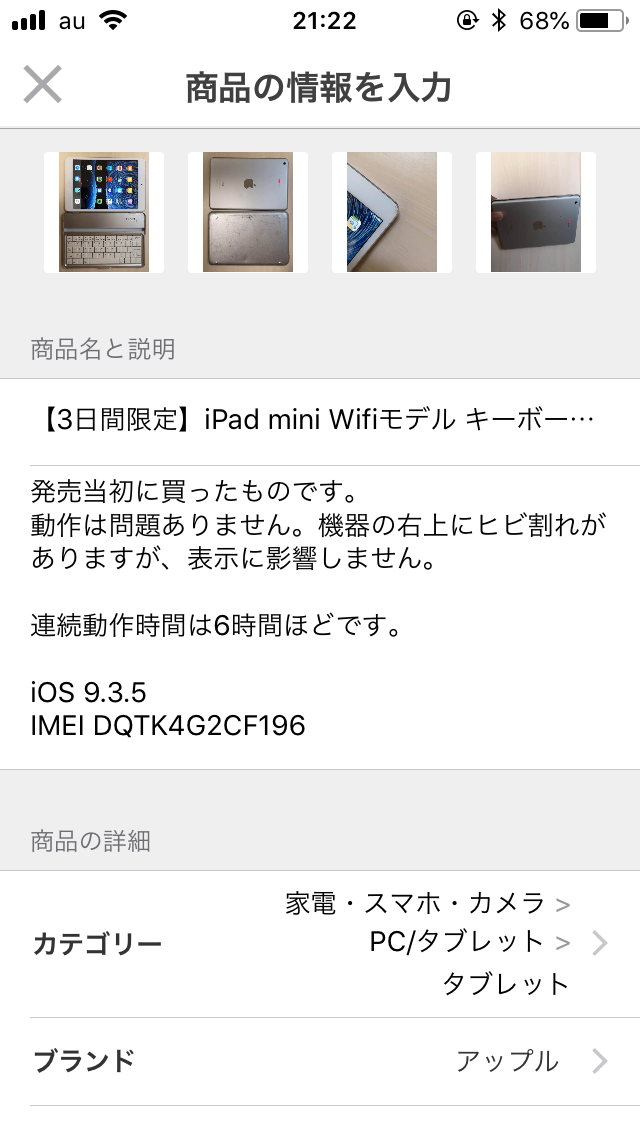 au 21:22 68%
商品の情報を入力
商品名と説明
【3日間限定】iPad mini Wifiモデル キーボー…
発売当初に買ったものです。
動作は問題ありません。機器の右上にヒビ割れが
ありますが、表示に影響しません。
連続動作時間は6時間ほどです。
iOS 9.3.5
IMEI DQTK4G2CF196
商品の詳細
カテゴリー
家電・スマホ・カメラ >
PC/タブレット >
タブレット
ブランド アップル